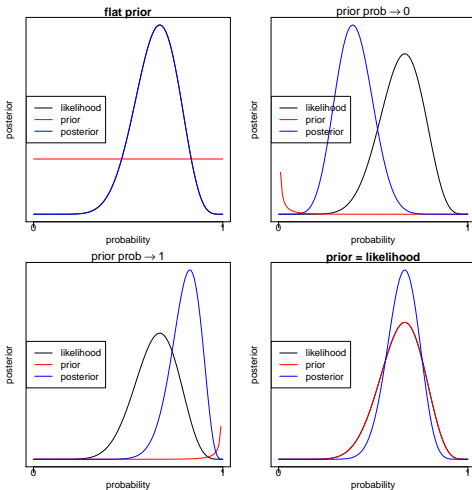 flat prior
posterior
likelihood
prior
posterior
0
1
probability
prior prob → 0
posterior
likelihood
prior
posterior
0
1
probability
prior prob → 1
posterior
likelihood
prior
posterior
0
1
probability
prior = likelihood
posterior
likelihood
prior
posterior
0
1
probability